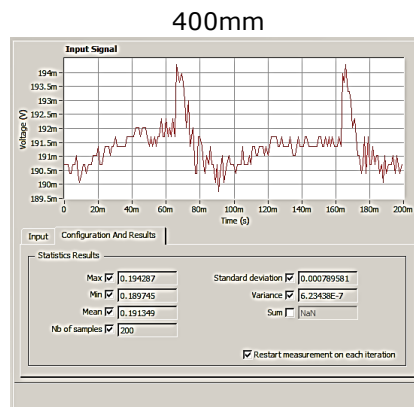 400mm
Input Signal
Voltage (V)
194m
193.5m
193m
192.5m
192m
191.5m
191m
190.5m
190m
189.5m
0 20m 40m 60m 80m 100m 120m 140m 160m 180m 200m
Time (s)
Input Configuration And Results
Statistics Results
Max 0.194287 Standard deviation 0.000789581
Min 0.189745 Variance 6.23438E-7
Mean 0.191349 Sum NaN
Nb of samples 200
Restart measurement on each iteration